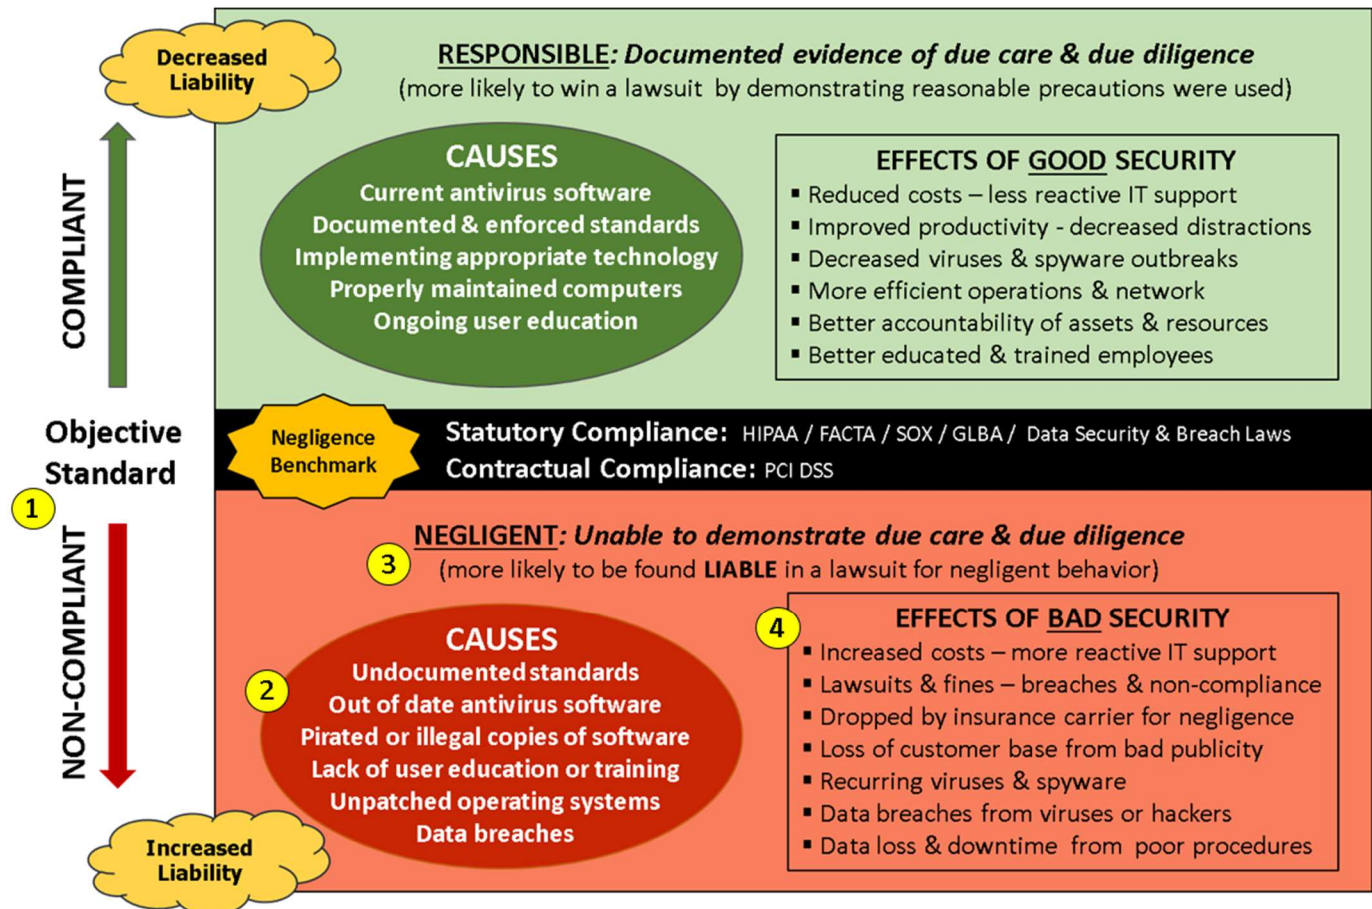 Decreased
Liability
RESPONSIBLE: Documented evidence of due care & due diligence
(more likely to win a lawsuit by demonstrating reasonable precautions were used)
CAUSES
Current antivirus software
Documented & enforced standards
Implementing appropriate technology
Properly maintained computers
Ongoing user education
EFFECTS OF GOOD SECURITY
▪ Reduced costs – less reactive IT support
▪ Improved productivity - decreased distractions
▪ Decreased viruses & spyware outbreaks
▪ More efficient operations & network
▪ Better accountability of assets & resources
▪ Better educated & trained employees
COMPLIANT
Objective
Standard
Negligence
Benchmark
Statutory Compliance: HIPAA / FACTA / SOX / GLBA / Data Security & Breach Laws
Contractual Compliance: PCI DSS
1
NON-COMPLIANT
NEGLIGENT: Unable to demonstrate due care & due diligence
3
(more likely to be found LIABLE in a lawsuit for negligent behavior)
2
CAUSES
Undocumented standards
Out of date antivirus software
Pirated or illegal copies of software
Lack of user education or training
Unpatched operating systems
Data breaches
4
EFFECTS OF BAD SECURITY
▪ Increased costs – more reactive IT support
▪ Lawsuits & fines – breaches & non-compliance
▪ Dropped by insurance carrier for negligence
▪ Loss of customer base from bad publicity
▪ Recurring viruses & spyware
▪ Data breaches from viruses or hackers
▪ Data loss & downtime from poor procedures
Increased
Liability